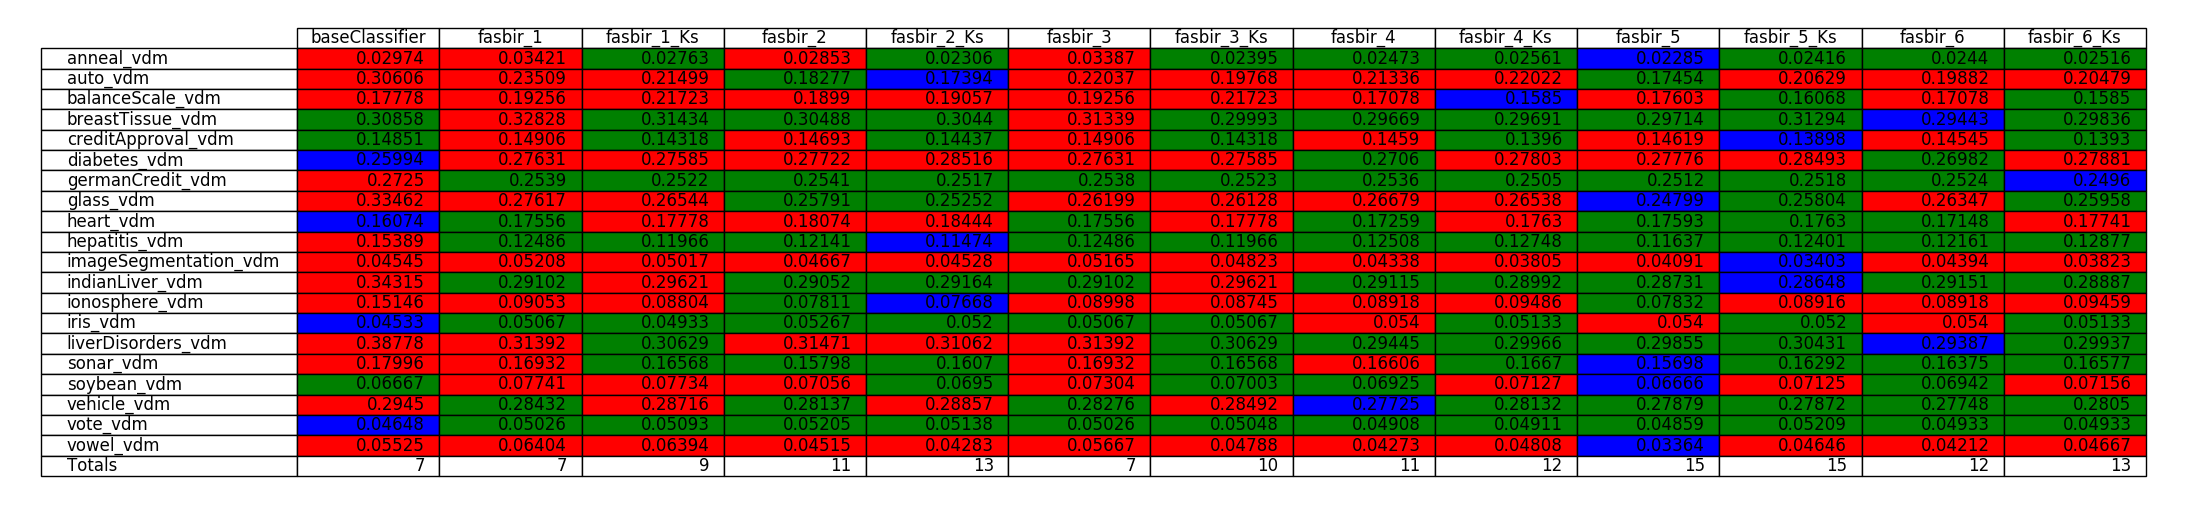 baseClassifier fasbir_1 fasbir_1_Ks fasbir_2 fasbir_2_Ks fasbir_3 fasbir_3_Ks fasbir_4 fasbir_4_Ks fasbir_5 fasbir_5_Ks fasbir_6 fasbir_6_Ks
anneal_vdm 0.02974 0.03421 0.02763 0.02853 0.02306 0.03387 0.02395 0.02473 0.02561 0.02285 0.02416 0.0244 0.02516
auto_vdm 0.30606 0.23509 0.21499 0.18277 0.17394 0.22037 0.19768 0.21336 0.22022 0.17454 0.20629 0.19882 0.20479
balanceScale_vdm 0.17778 0.19256 0.21723 0.1899 0.19057 0.19256 0.21723 0.17078 0.1585 0.17603 0.16068 0.17078 0.1585
breastTissue_vdm 0.30858 0.32828 0.31434 0.30488 0.3044 0.31339 0.29993 0.29669 0.29691 0.29714 0.31294 0.29443 0.29836
creditApproval_vdm 0.14851 0.14906 0.14318 0.14693 0.14437 0.14906 0.14318 0.1459 0.1396 0.14619 0.13898 0.14545 0.1393
diabetes_vdm 0.25994 0.27631 0.27585 0.27722 0.28516 0.27631 0.27585 0.2706 0.27803 0.27776 0.28493 0.26982 0.27881
germanCredit_vdm 0.2725 0.2539 0.2522 0.2541 0.2517 0.2538 0.2523 0.2536 0.2505 0.2512 0.2518 0.2524 0.2496
glass_vdm 0.33462 0.27617 0.26544 0.25791 0.25252 0.26199 0.26128 0.26679 0.26538 0.24799 0.25804 0.26347 0.25958
heart_vdm 0.16074 0.17556 0.17778 0.18074 0.18444 0.17556 0.17778 0.17259 0.1763 0.17593 0.1763 0.17148 0.17741
hepatitis_vdm 0.15389 0.12486 0.11966 0.12141 0.11474 0.12486 0.11966 0.12508 0.12748 0.11637 0.12401 0.12161 0.12877
imageSegmentation_vdm 0.04545 0.05208 0.05017 0.04667 0.04528 0.05165 0.04823 0.04338 0.03805 0.04091 0.03403 0.04394 0.03823
indianLiver_vdm 0.34315 0.29102 0.29621 0.29052 0.29164 0.29102 0.29621 0.29115 0.28992 0.28731 0.28648 0.29151 0.28887
ionosphere_vdm 0.15146 0.09053 0.08804 0.07811 0.07668 0.08998 0.08745 0.08918 0.09486 0.07832 0.08916 0.08918 0.09459
iris_vdm 0.04533 0.05067 0.04933 0.05267 0.052 0.05067 0.05067 0.054 0.05133 0.054 0.052 0.054 0.05133
liverDisorders_vdm 0.38778 0.31392 0.30629 0.31471 0.31062 0.31392 0.30629 0.29445 0.29966 0.29855 0.30431 0.29387 0.29937
sonar_vdm 0.17996 0.16932 0.16568 0.15798 0.1607 0.16932 0.16568 0.16606 0.1667 0.15698 0.16292 0.16375 0.16577
soybean_vdm 0.06667 0.07741 0.07734 0.07056 0.0695 0.07304 0.07003 0.06925 0.07127 0.06666 0.07125 0.06942 0.07156
vehicle_vdm 0.2945 0.28432 0.28716 0.28137 0.28857 0.28276 0.28492 0.27725 0.28132 0.27879 0.27872 0.27748 0.2805
vote_vdm 0.04648 0.05026 0.05093 0.05205 0.05138 0.05026 0.05048 0.04908 0.04911 0.04859 0.05209 0.04933 0.04933
vowel_vdm 0.05525 0.06404 0.06394 0.04515 0.04283 0.05667 0.04788 0.04273 0.04808 0.03364 0.04646 0.04212 0.04667
Totals 7 7 9 11 13 7 10 11 12 15 15 12 13